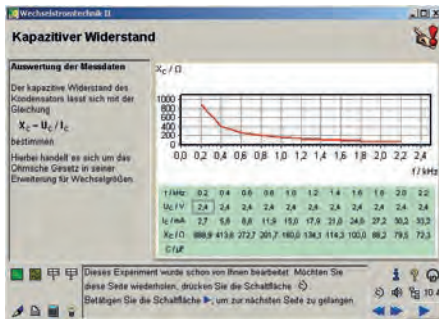 Wechselstromtechnik II
Kapazitiver Widerstand
Auswertung der Messdaten
Der kapazitive Widerstand des
Kondensators lässt sich mit der
Gleichung
X_C = U_C / I_C
bestimmen
Hierbei handelt es sich um das
Ohmsche Gesetz in seiner
Erweiterung für Wechselgrößen.
X_C / Ω
1000
800
600
400
200
0
0,0 0,2 0,4 0,6 0,8 1,0 1,2 1,4 1,6 1,8 2,0 2,2 2,4
f / kHz
f / kHz 0,2 0,4 0,6 0,8 1,0 1,2 1,4 1,6 1,8 2,0 2,2
U_C / V 2,4 2,4 2,4 2,4 2,4 2,4 2,4 2,4 2,4 2,4 2,4
I_C / mA 2,7 5,8 8,8 11,9 15,0 17,9 21,0 24,0 27,2 30,2 33,2
X_C / Ω 888,9 413,8 272,7 201,7 160,0 134,1 114,3 100,0 88,2 79,5 72,3
C / µF
Dieses Experiment wurde schon von Ihnen bearbeitet. Möchten Sie
diese Seite wiederholen, drücken Sie die Schaltfläche
Betätigen Sie die Schaltfläche, um zur nächsten Seite zu gelangen.